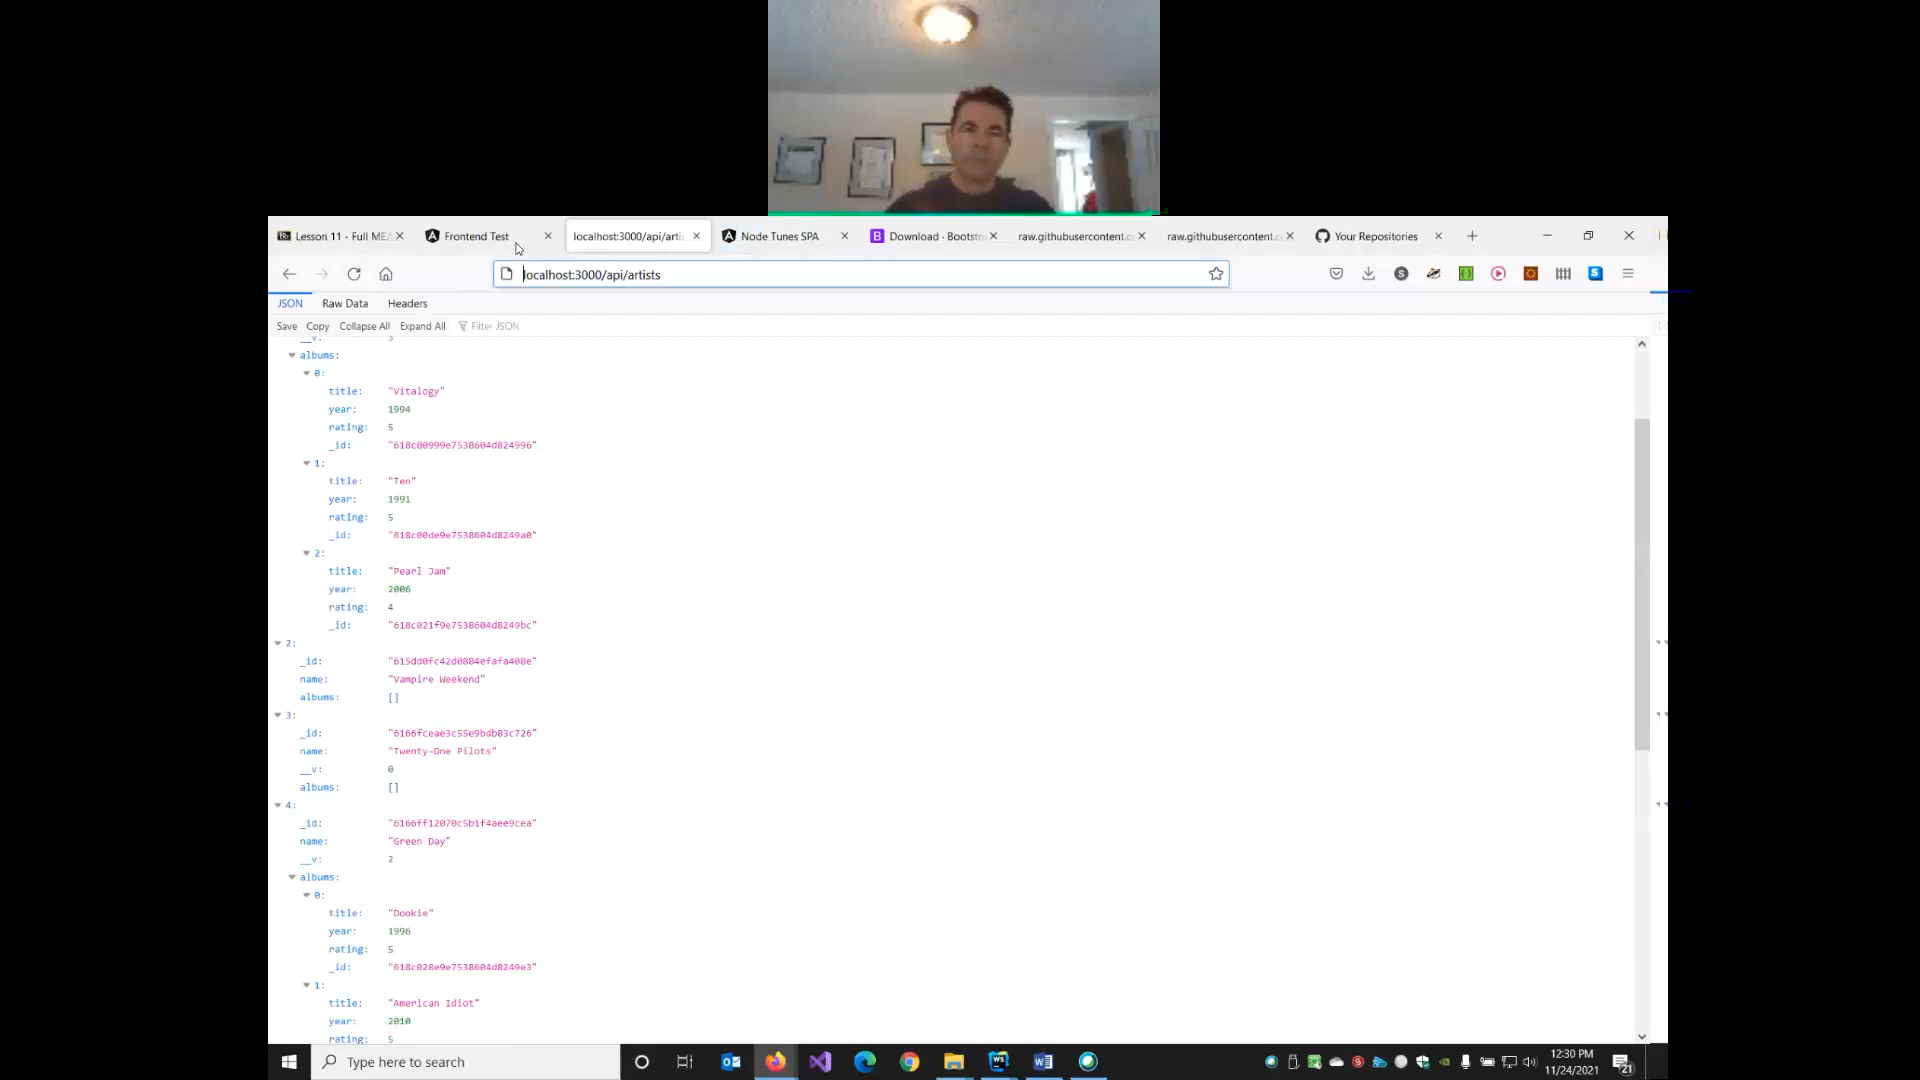 Lesson 11 - Full ME
Frontend Test
localhost:3000/api/arti
Node Tunes SPA
Download · Bootstr
raw.githubusercontent.c
raw.githubusercontent.
Your Repositories
localhost:3000/api/artists
JSON Raw Data Headers
Save Copy Collapse All Expand All Filter JSON
__v: 3
albums:
0:
title: "Vitalogy"
year: 1994
rating: 5
_id: "618c00999e7538604d824996"
1:
title: "Ten"
year: 1991
rating: 5
_id: "618c00de9e7538604d8249a0"
2:
title: "Pearl Jam"
year: 2006
rating: 4
_id: "618c021f9e7538604d8249bc"
2:
_id: "615dd0fc42d0884efafa408e"
name: "Vampire Weekend"
albums: []
3:
_id: "6166fceae3c55e9bdb83c726"
name: "Twenty-One Pilots"
__v: 0
albums: []
4:
_id: "6166ff12070c5b1f4aee9cea"
name: "Green Day"
__v: 2
albums:
0:
title: "Dookie"
year: 1996
rating: 5
_id: "618c028e9e7538604d8249e3"
1:
title: "American Idiot"
year: 2010
rating: 5
Type here to search
12:30 PM
11/24/2021
21